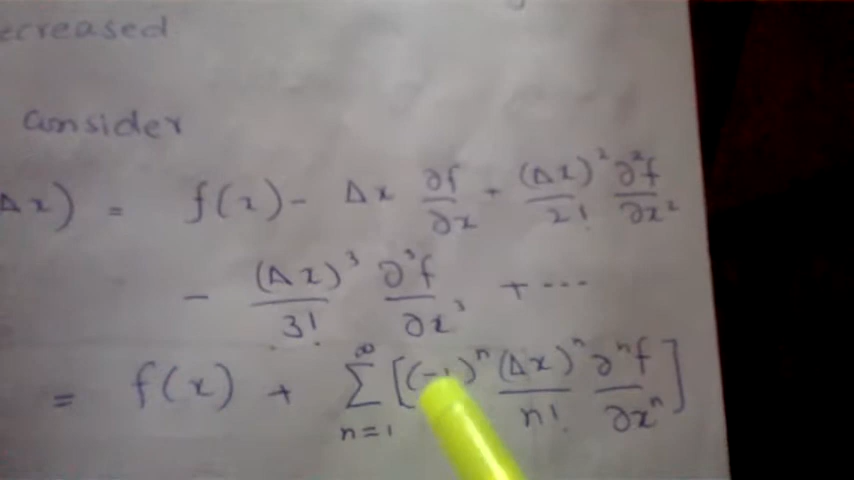 ecreased
consider
Δx) = f(x) - Δx ∂f/∂x + (Δx)²/2! ∂²f/∂x²
- (Δx)³/3! ∂³f/∂x³ + ---
= f(x) + ∑_{n=1}^{∞} [(-1)ⁿ (Δx)ⁿ/n! ∂ⁿf/∂xⁿ]